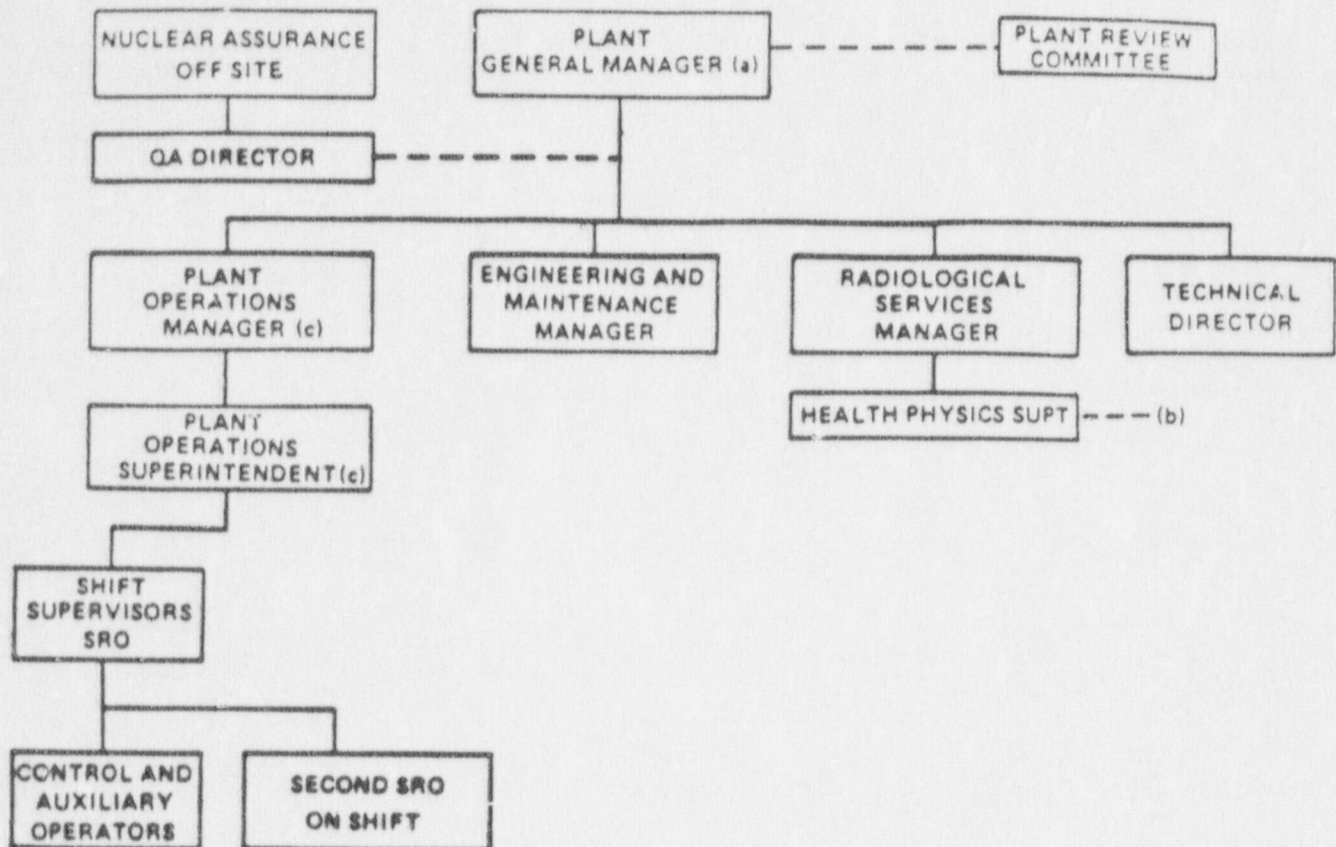 NUCLEAR ASSURANCE
OFF SITE
PLANT
GENERAL MANAGER (a)
PLANT REVIEW
COMMITTEE
QA DIRECTOR
PLANT
OPERATIONS
MANAGER (c)
ENGINEERING AND
MAINTENANCE
MANAGER
RADIOLOGICAL
SERVICES
MANAGER
TECHNICAL
DIRECTOR
PLANT
OPERATIONS
SUPERINTENDENT (c)
HEALTH PHYSICS SUPT
(b)
SHIFT
SUPERVISORS
SRO
CONTROL AND
AUXILIARY
OPERATORS
SECOND SRO
ON SHIFT